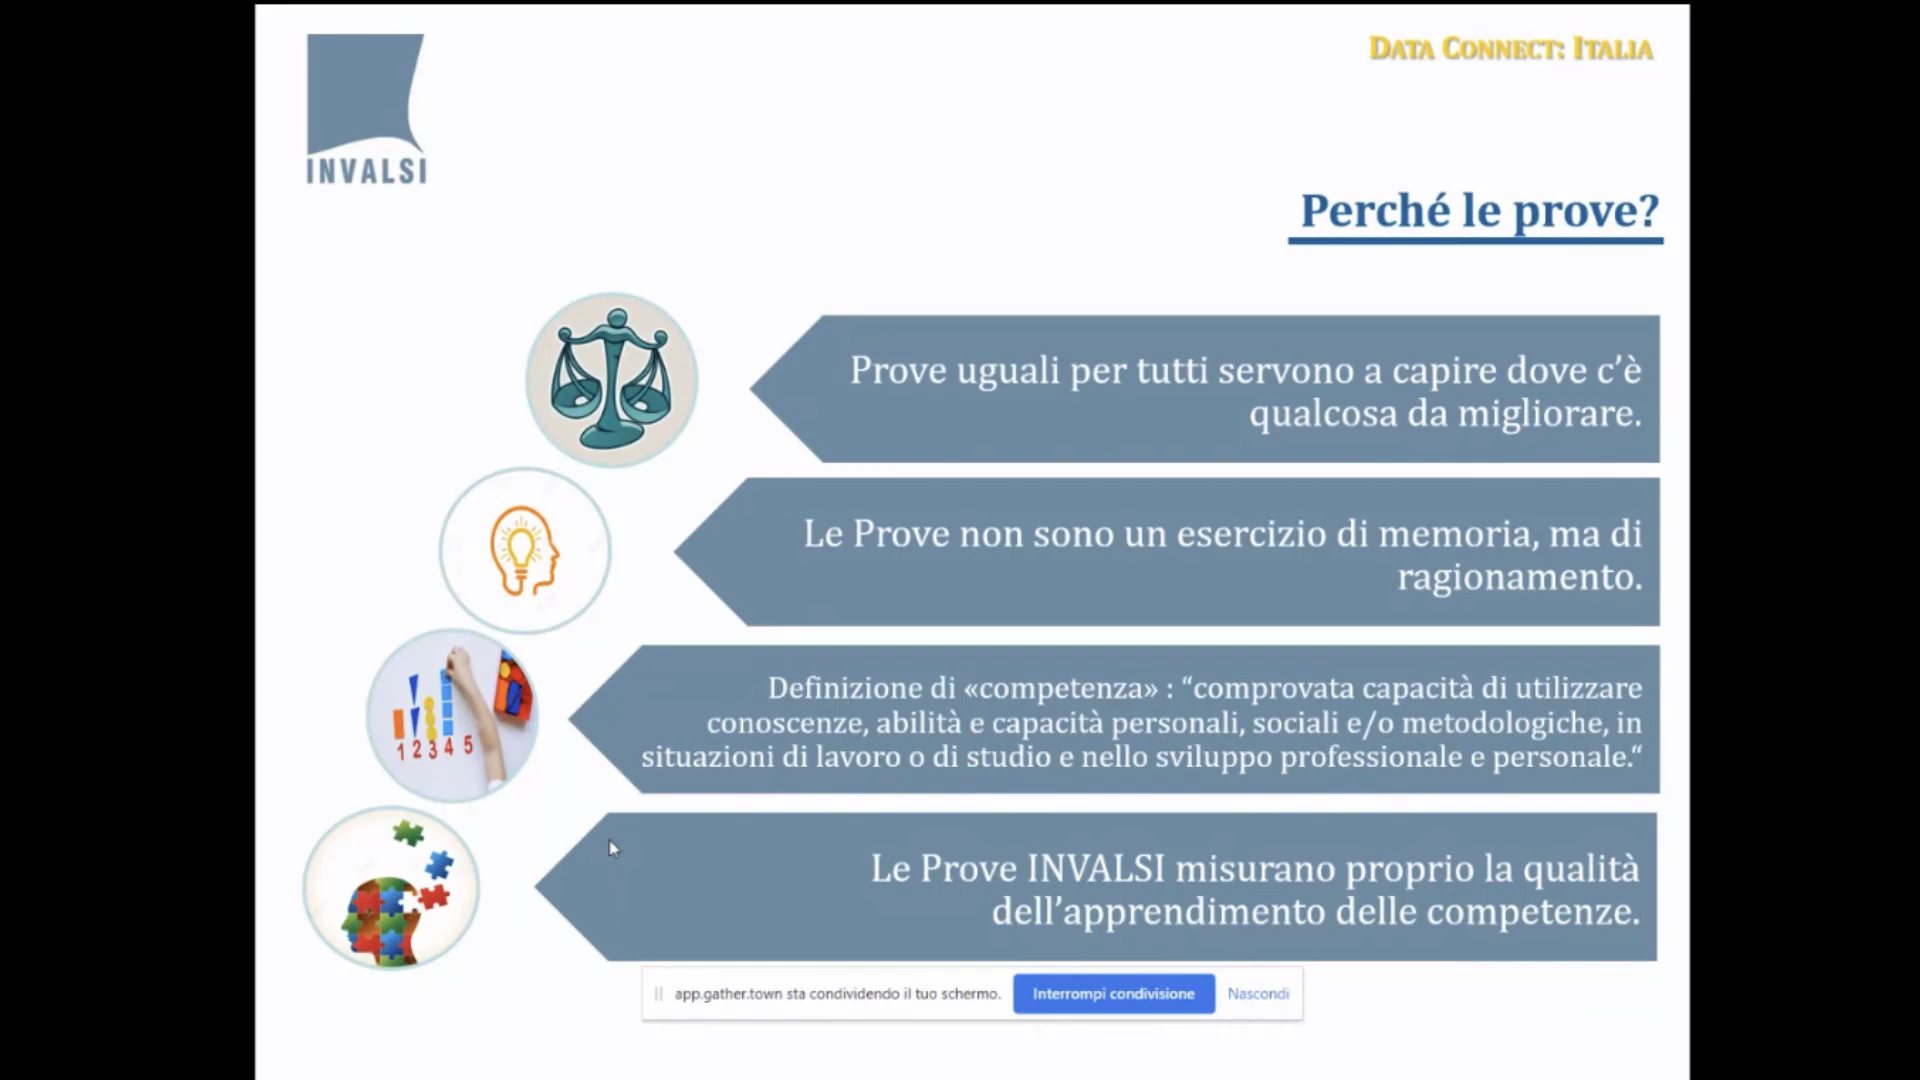 INVALSI
DATA CONNECT: ITALIA
Perché le prove?
Prove uguali per tutti servono a capire dove c’è
qualcosa da migliorare.
Le Prove non sono un esercizio di memoria, ma di
ragionamento.
Definizione di «competenza» : “comprovata capacità di utilizzare
conoscenze, abilità e capacità personali, sociali e/o metodologiche, in
situazioni di lavoro o di studio e nello sviluppo professionale e personale.“
1 2 3 4 5
Le Prove INVALSI misurano proprio la qualità
dell’apprendimento delle competenze.
app.gather.town sta condividendo il tuo schermo. Interrompi condivisione Nascondi